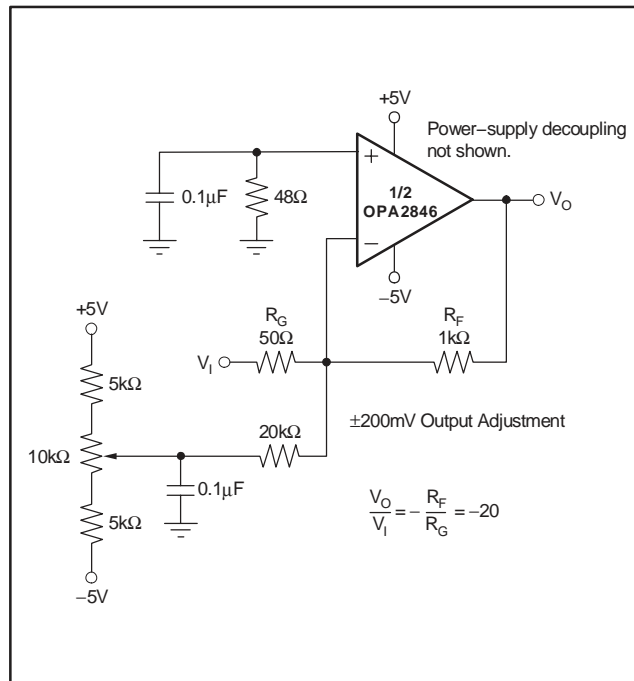 +5V
Power−supply decoupling
not shown.
+
1/2
OPA2846
−
0.1μF
48Ω
V_O
−5V
+5V
R_G
50Ω
R_F
1kΩ
V_I
5kΩ
20kΩ
±200mV Output Adjustment
10kΩ
0.1μF
5kΩ
V_O/V_I = − R_F/R_G = −20
−5V